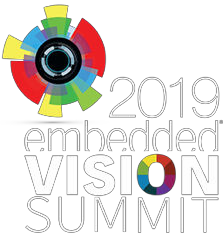 2019
embedded
VISION
SUMMIT